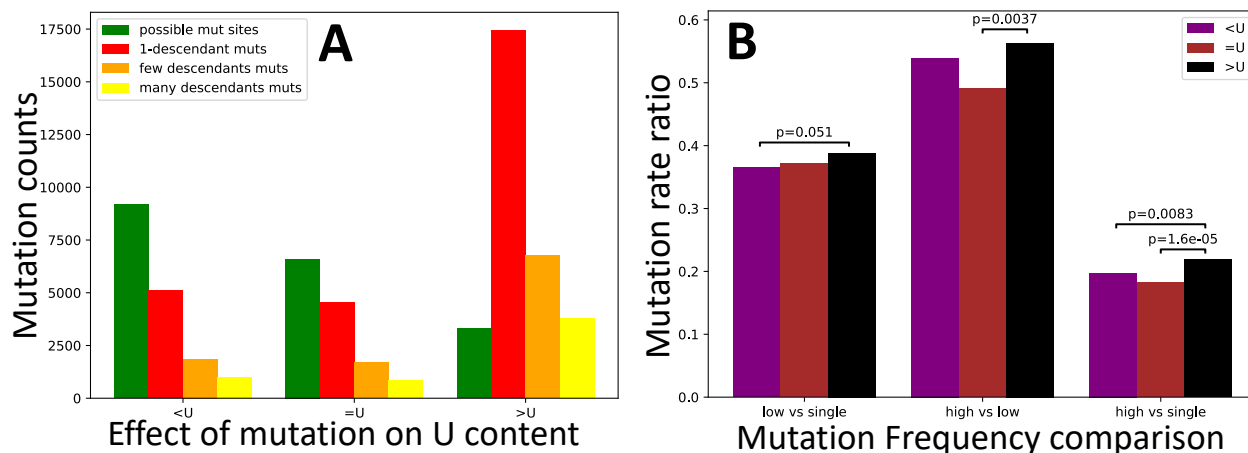 A
possible mut sites
1-descendant muts
few descendants muts
many descendants muts
Mutation counts
17500
15000
12500
10000
7500
5000
2500
0
<U
=U
>U
Effect of mutation on U content
B
<U
=U
>U
Mutation rate ratio
0.6
0.5
0.4
0.3
0.2
0.1
0.0
p=0.051
p=0.0037
p=0.0083
p=1.6e-05
low vs single
high vs low
high vs single
Mutation Frequency comparison